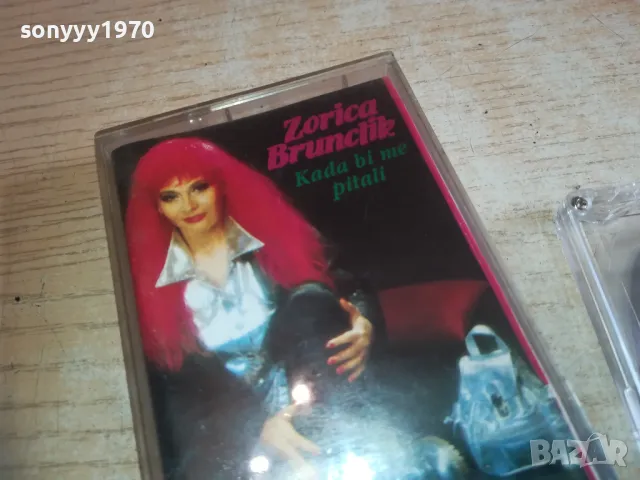 sonyyy1970
Zorica
Brunclik
Kada bi me
pitali
BAZAR